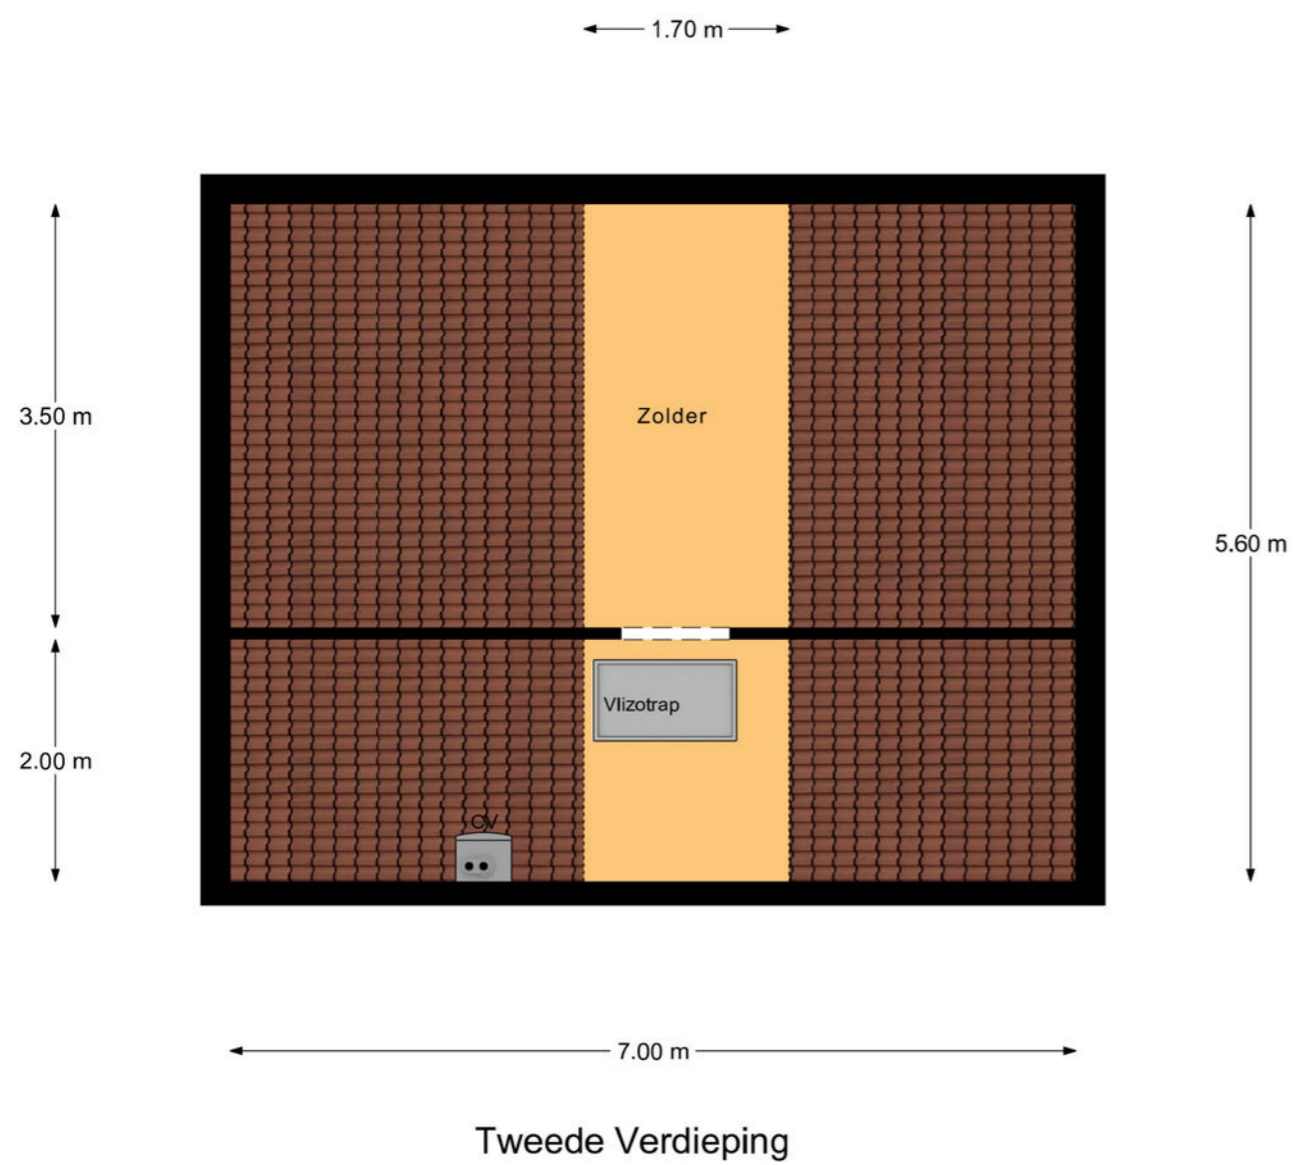 1.70 m
3.50 m
Zolder
5.60 m
Vlizotrap
2.00 m
CV
7.00 m
Tweede Verdieping